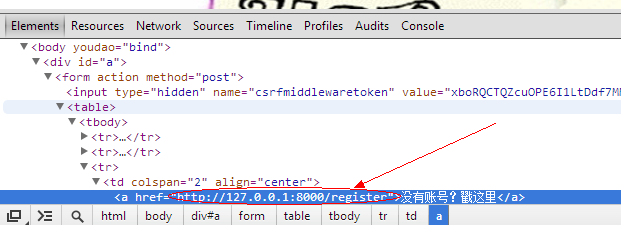 Elements Resources Network Sources Timeline Profiles Audits Console
▼<body youdao="bind">
▼<div id="a">
▼<form action method="post">
<input type="hidden" name="csrfmiddlewaretoken" value="xboRQCTQZcuOPE6I1LtDdf7M
▼<table>
▼<tbody>
▶<tr>…</tr>
▶<tr>…</tr>
▼<tr>
▼<td colspan="2" align="center">
<a href="http://127.0.0.1:8000/register">没有账号？戳这里</a>
html body div#a form table tbody tr td a